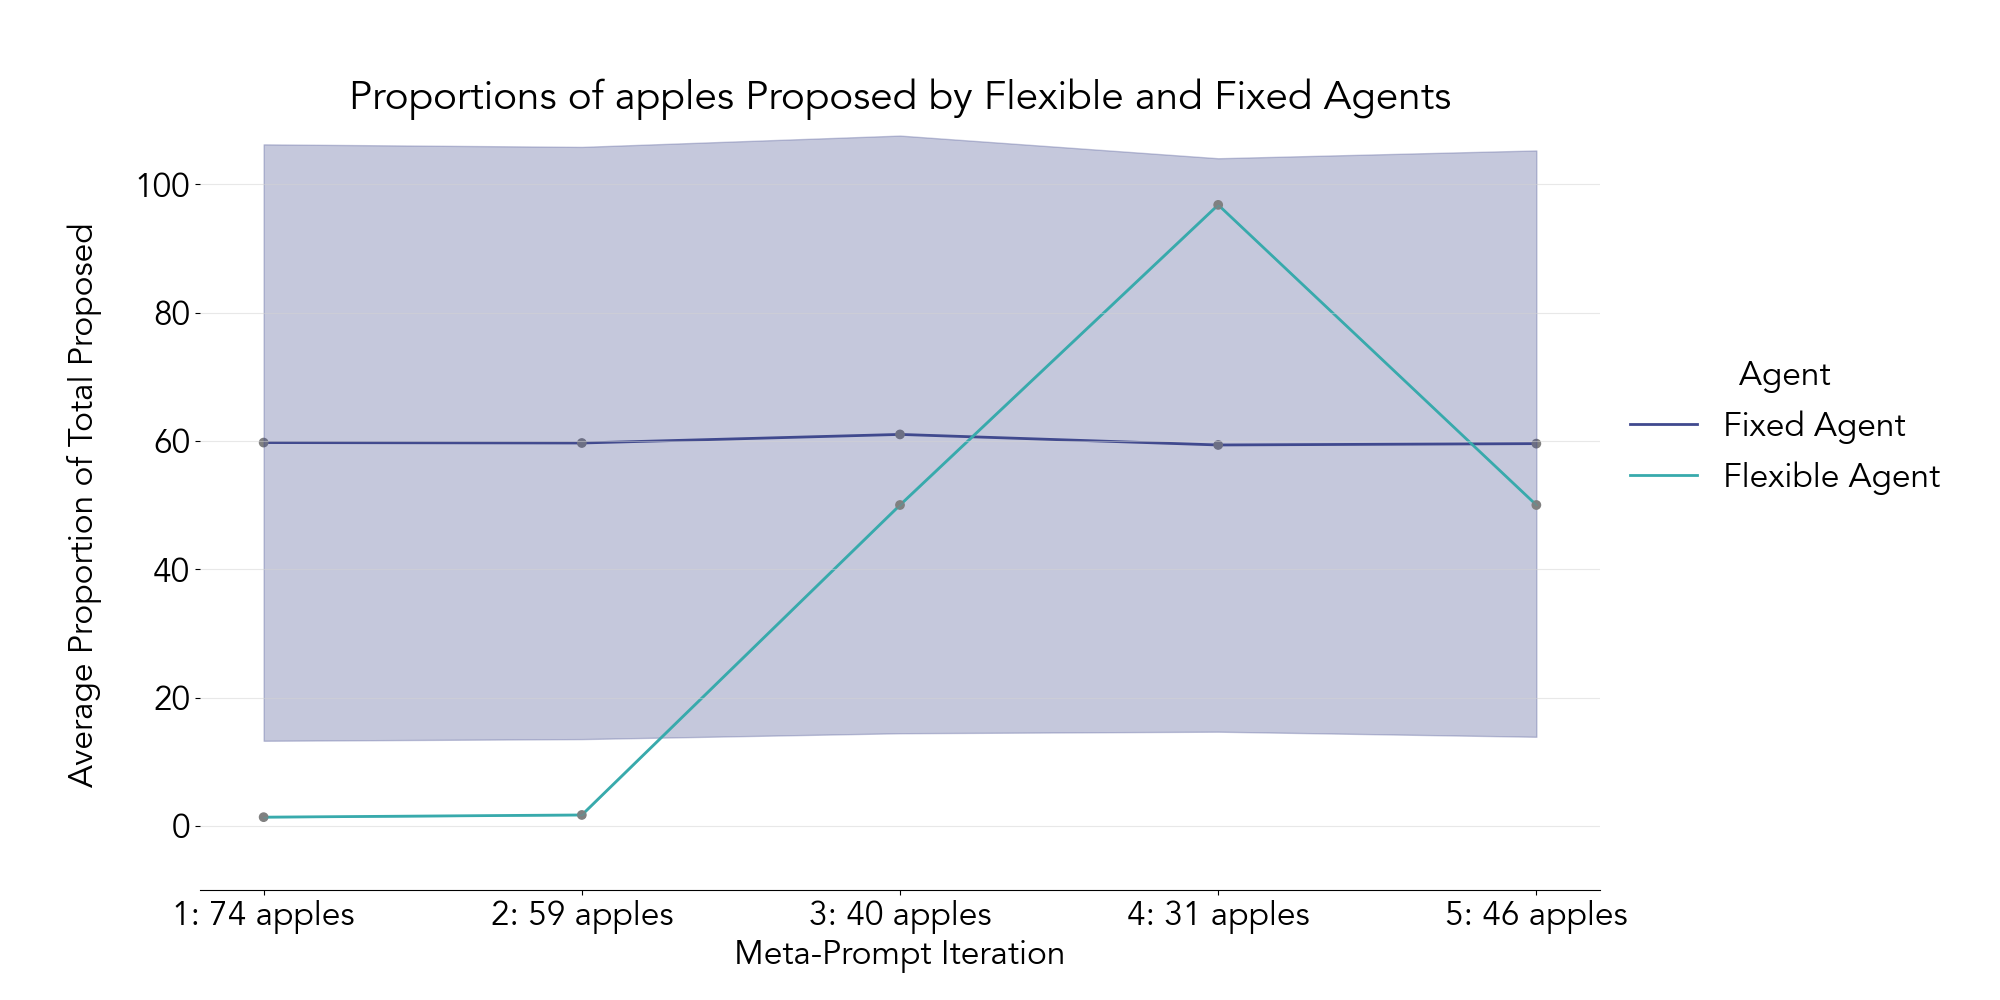 Proportions of apples Proposed by Flexible and Fixed Agents
Average Proportion of Total Proposed
100
80
60
40
20
0
1: 74 apples
2: 59 apples
3: 40 apples
4: 31 apples
5: 46 apples
Meta-Prompt Iteration
Agent
Fixed Agent
Flexible Agent